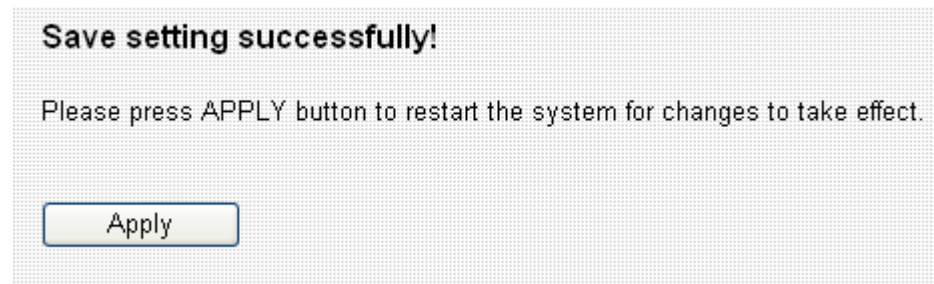 Save setting successfully!
Please press APPLY button to restart the system for changes to take effect.
Apply